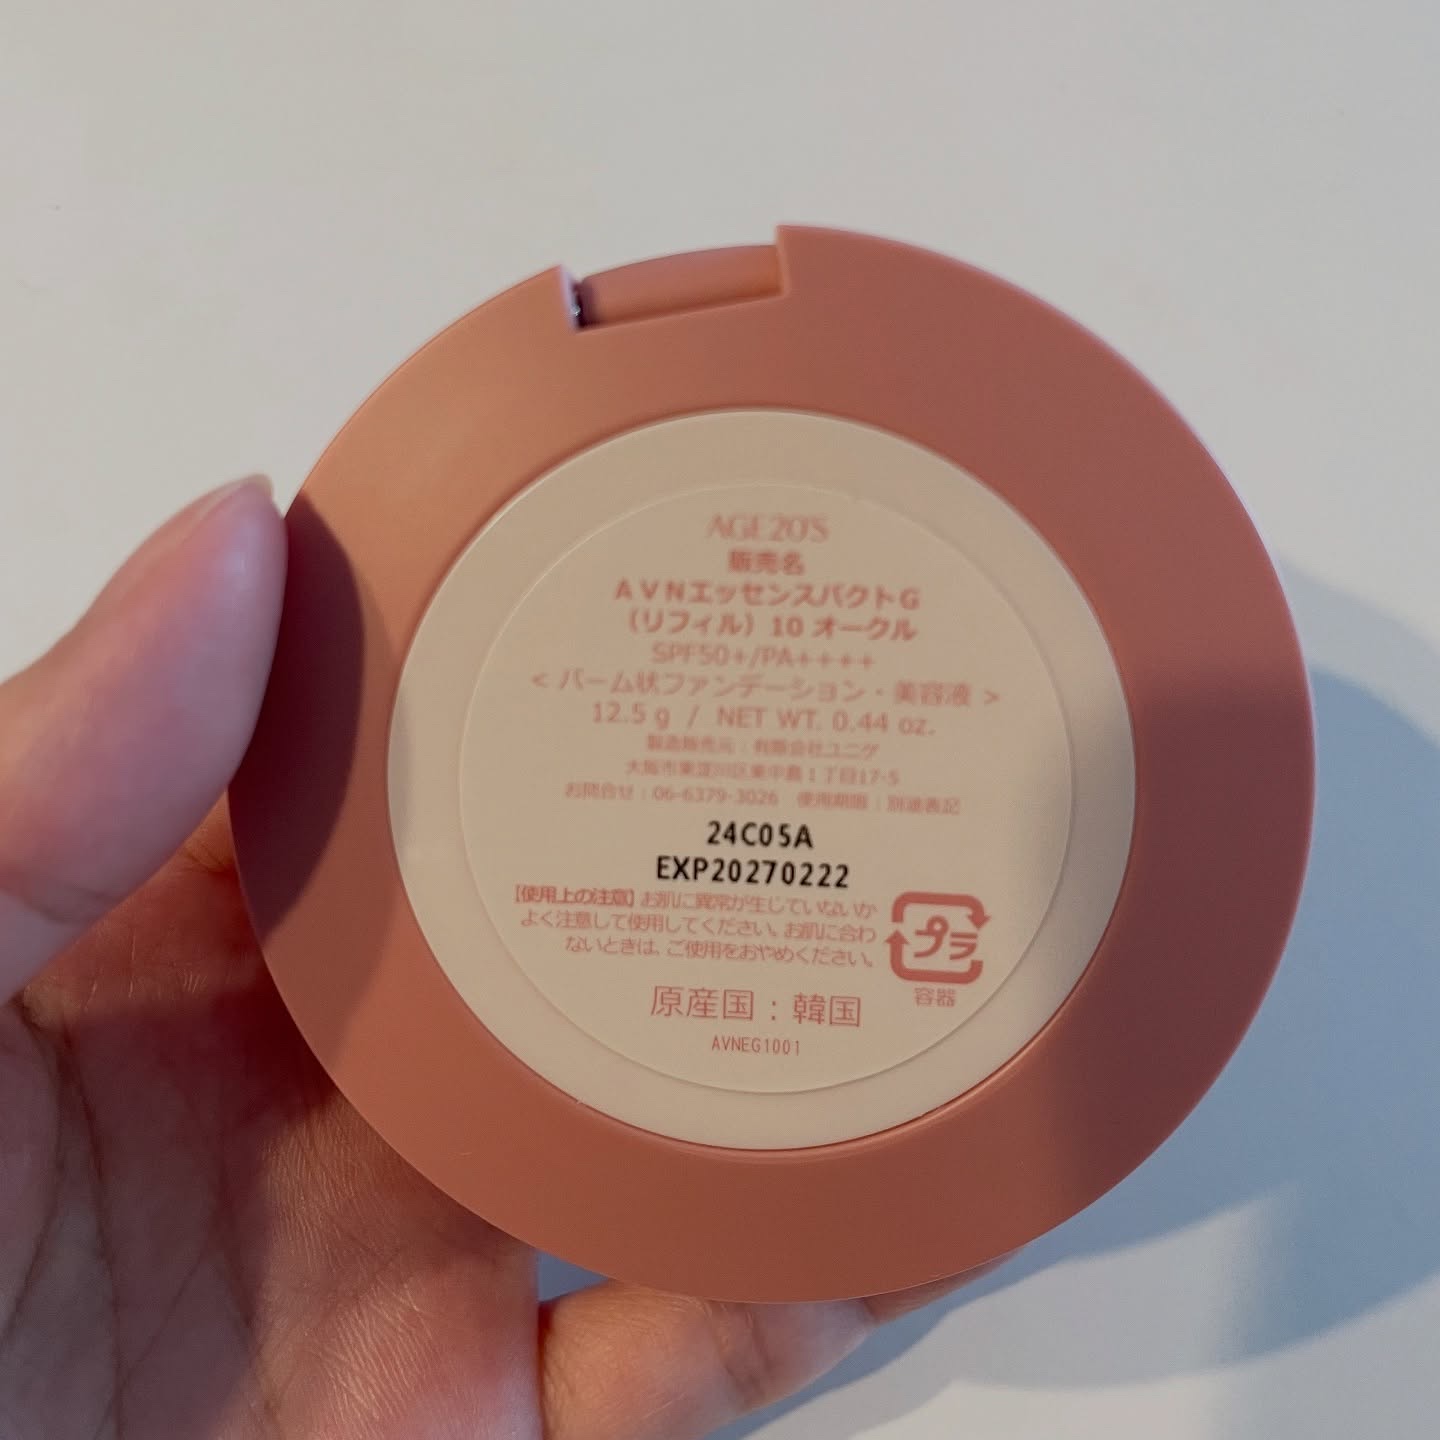 AGE20'S
販売名
AVNエッセンスパクトG
（リフィル）10 オークル
SPF50+/PA++++
< バーム状ファンデーション・美容液 >
12.5 g / NET WT. 0.44 oz.
製造販売元：有限会社ユニゲ
大阪市東淀川区東中島1丁目17-5
お問合せ：06-6379-3026 使用期限：別途表記
24C05A
EXP20270222
【使用上の注意】お肌に異常が生じていないか
よく注意して使用してください。お肌に合わ
ないときは、ご使用をおやめください。
プラ
容器
原産国：韓国
AVNEG1001